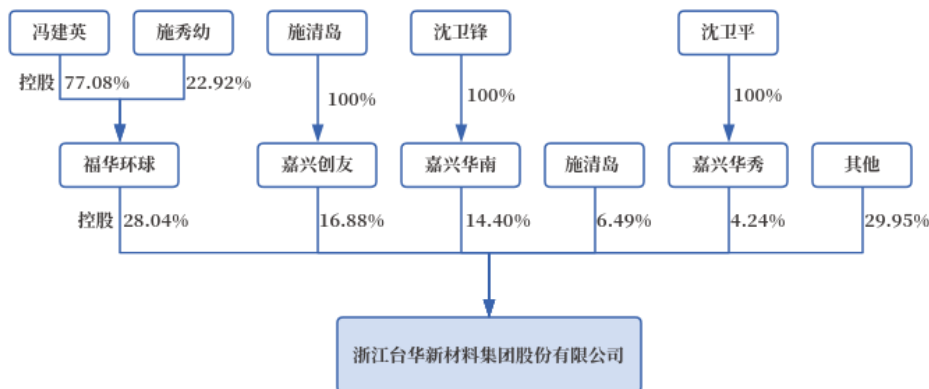 冯建英
施秀幼
施清岛
沈卫锋
沈卫平
控股
77.08%
22.92%
100%
100%
100%
福华环球
嘉兴创友
嘉兴华南
施清岛
嘉兴华秀
其他
控股
28.04%
16.88%
14.40%
6.49%
4.24%
29.95%
浙江台华新材料集团股份有限公司